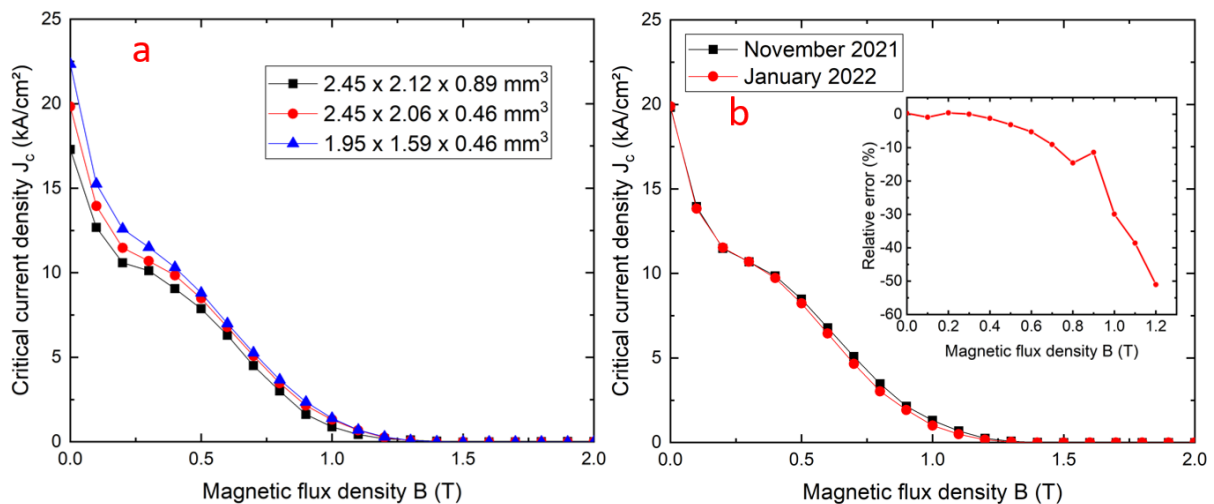 a
2.45 x 2.12 x 0.89 mm³
2.45 x 2.06 x 0.46 mm³
1.95 x 1.59 x 0.46 mm³
Critical current density J_c (kA/cm²)
25
20
15
10
5
0
0.0 0.5 1.0 1.5 2.0
Magnetic flux density B (T)
November 2021
January 2022
b
Critical current density J_c (kA/cm²)
25
20
15
10
5
0
0.0 0.5 1.0 1.5 2.0
Magnetic flux density B (T)
Relative error (%)
0
-10
-20
-30
-40
-50
-60
0.0 0.2 0.4 0.6 0.8 1.0 1.2
Magnetic flux density B (T)